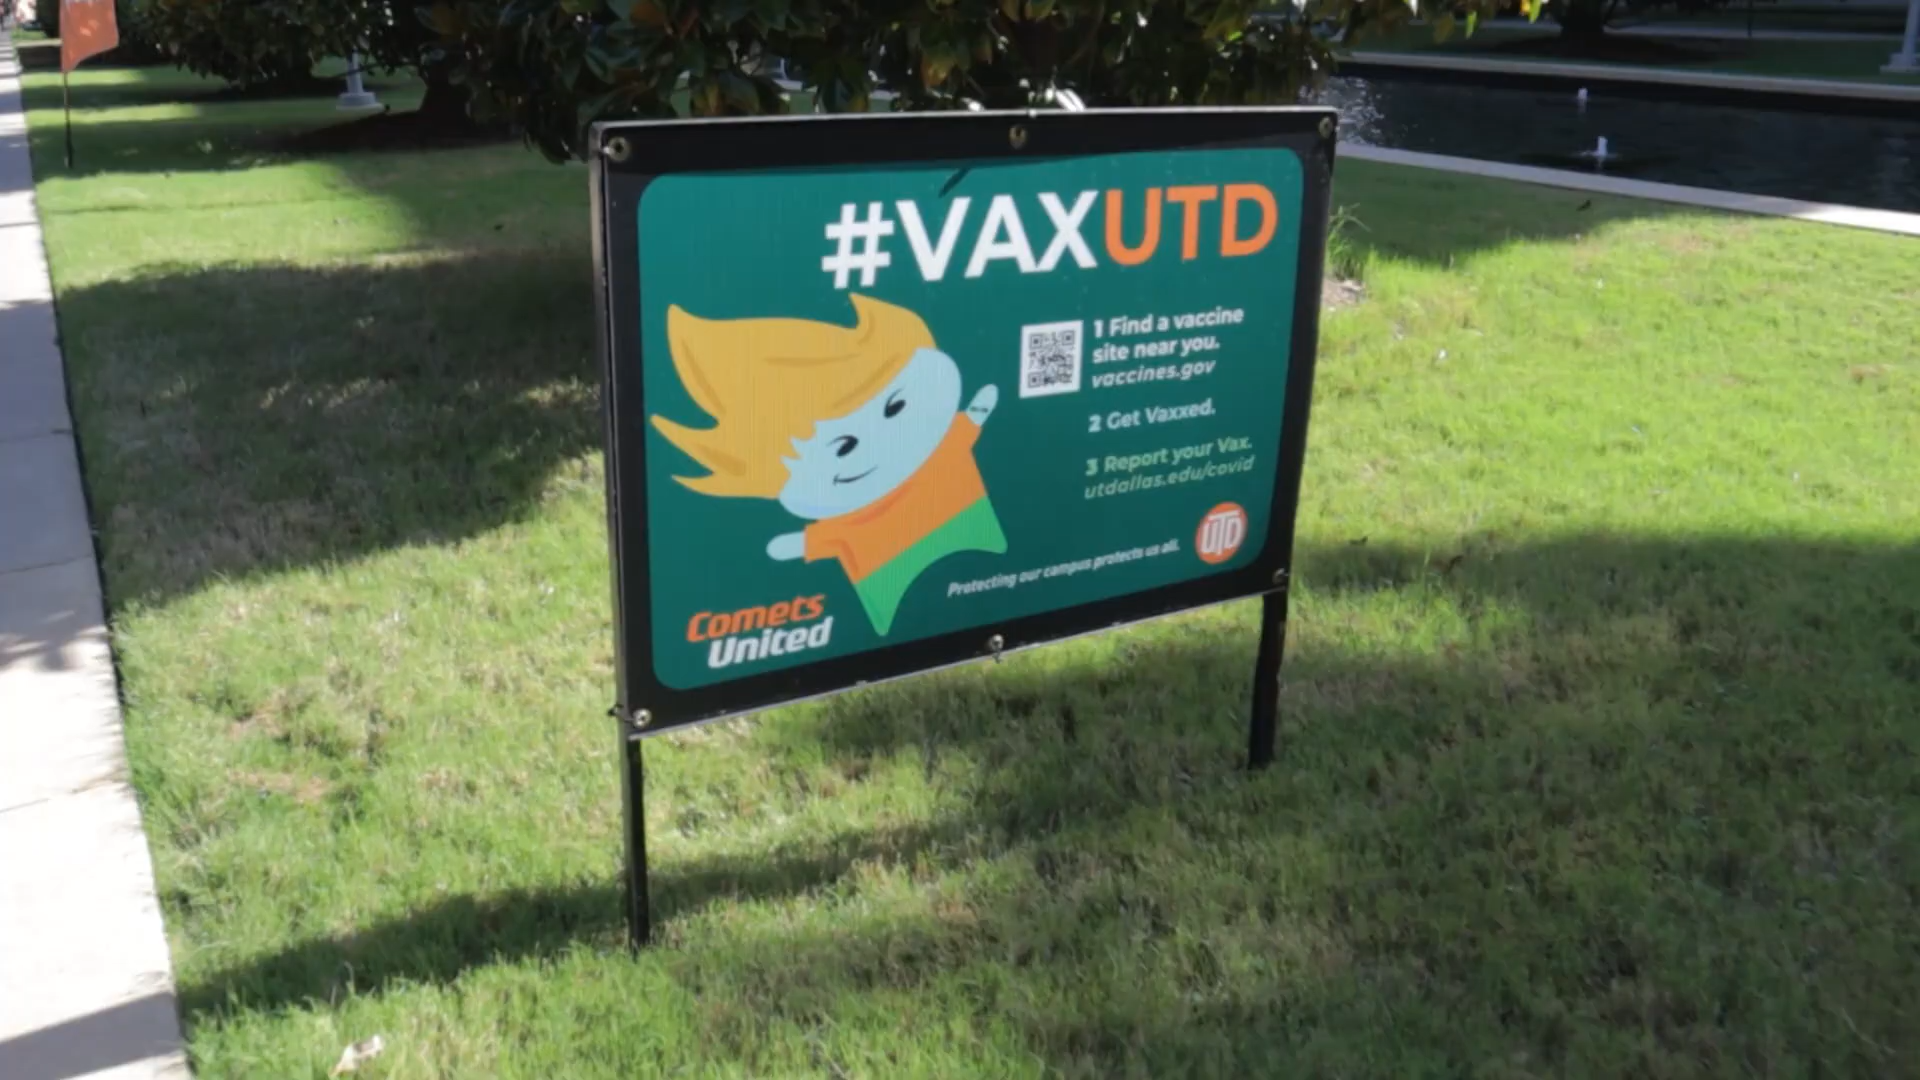 #VAXUTD
1 Find a vaccine
site near you.
vaccines.gov
2 Get Vaxxed.
3 Report your Vax.
utdallas.edu/covid
Protecting our campus protects us all.
UTD
Comets
United